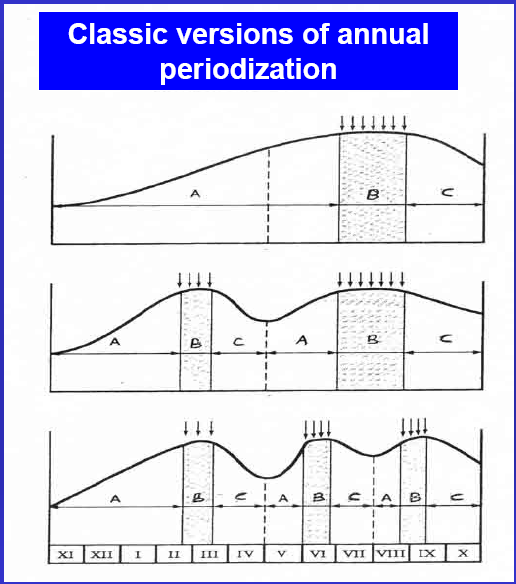 Classic versions of annual
periodization
A B C
A B C A B C
A B C A B C A B C
XI XII I II III IV V VI VII VIII IX X